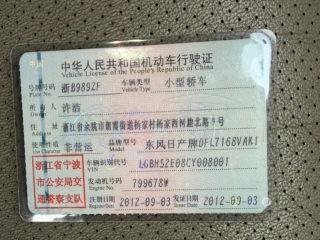 中华人民共和国机动车行驶证
Vehicle License of the People's Republic of China
号牌号码 浙B989ZF 车辆类型 小型轿车
Plate No. Vehicle Type
所有人 许浩
Owner
住址
Address
使用性质 非营运 品牌型号 东风日产牌DFL7168VAK1
浙江省宁波 车辆识别代号 LGBH52E08CY008001
VIN
市公安局交 发动机号码 799678W
Engine No.
通警察支队 注册日期 2012-09-03 发证日期 2012-09-03
Register Date Issue Date